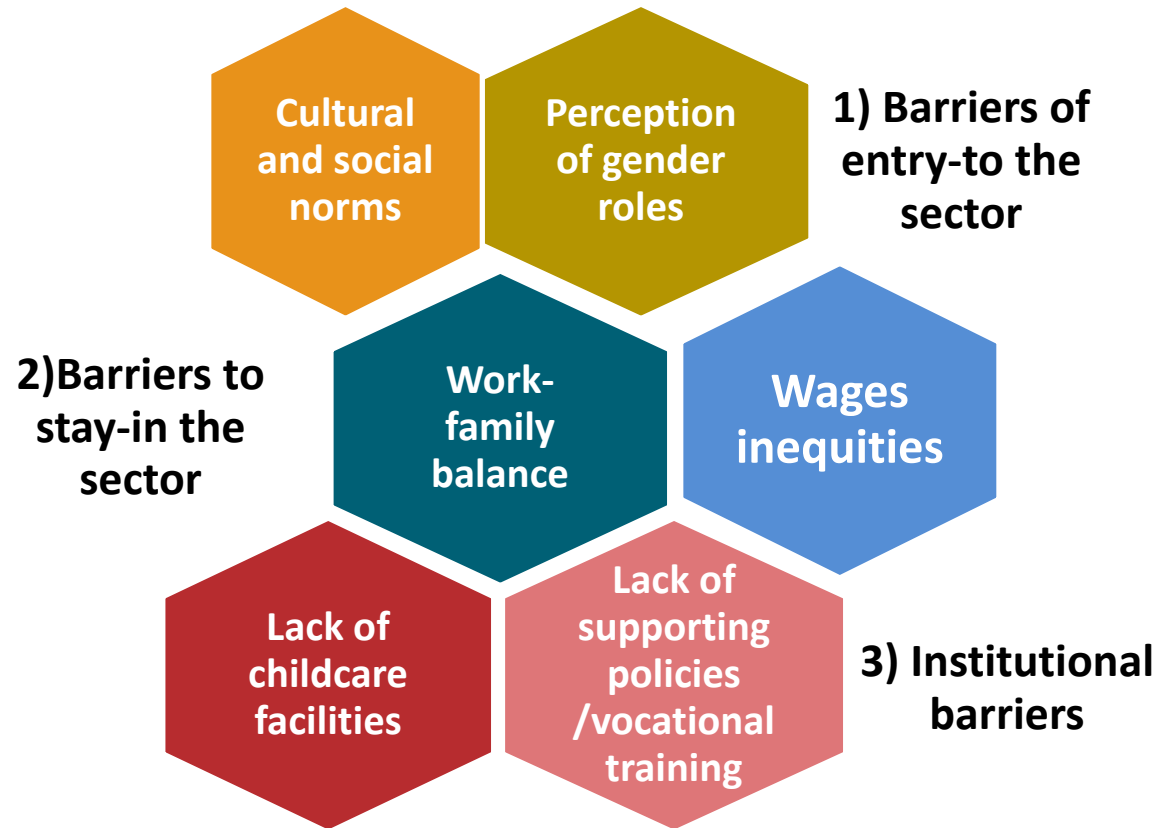 Cultural
and social
norms
Perception
of gender
roles
1) Barriers of
entry-to the
sector
2)Barriers to
stay-in the
sector
Work-
family
balance
Wages
inequities
Lack of
childcare
facilities
Lack of
supporting
policies
/vocational
training
3) Institutional
barriers